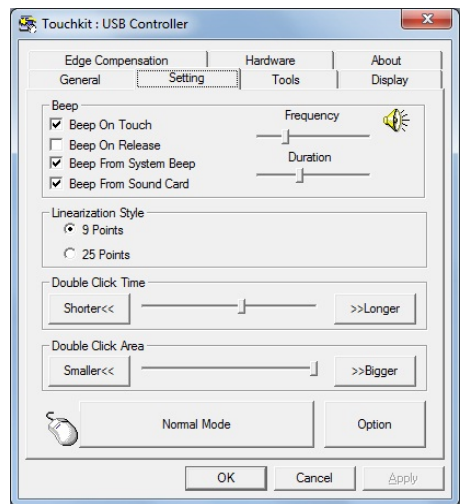 Touchkit : USB Controller
Edge Compensation Hardware About
General Setting Tools Display
Beep
Beep On Touch
Beep On Release
Beep From System Beep
Beep From Sound Card
Frequency
Duration
Linearization Style
9 Points
25 Points
Double Click Time
Shorter<< >>Longer
Double Click Area
Smaller<< >>Bigger
Normal Mode Option
OK Cancel Apply